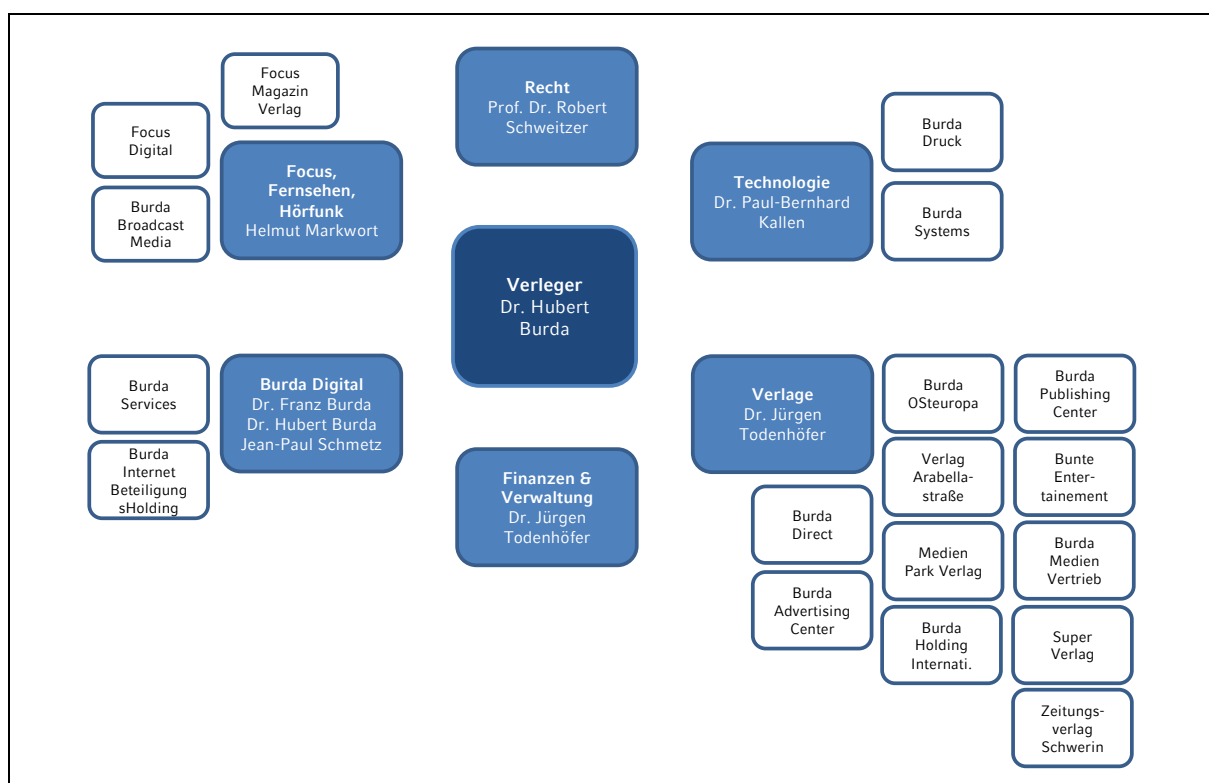 Focus
Magazin
Verlag
Focus
Digital
Burda
Broadcast
Media
Focus,
Fernsehen,
Hörfunk
Helmut Markwort
Recht
Prof. Dr. Robert
Schweitzer
Technologie
Dr. Paul-Bernhard
Kallen
Burda
Druck
Burda
Systems
Verleger
Dr. Hubert
Burda
Burda
Services
Burda
Internet
Beteiligung
sHolding
Burda Digital
Dr. Franz Burda
Dr. Hubert Burda
Jean-Paul Schmetz
Finanzen &
Verwaltung
Dr. Jürgen
Todenhöfer
Verlage
Dr. Jürgen
Todenhöfer
Burda
Direct
Burda
Advertising
Center
Burda
OSteuropa
Verlag
Arabella-
straße
Medien
Park Verlag
Burda
Holding
Internati.
Burda
Publishing
Center
Bunte
Enter-
tainement
Burda
Medien
Vertrieb
Super
Verlag
Zeitungs-
verlag
Schwerin